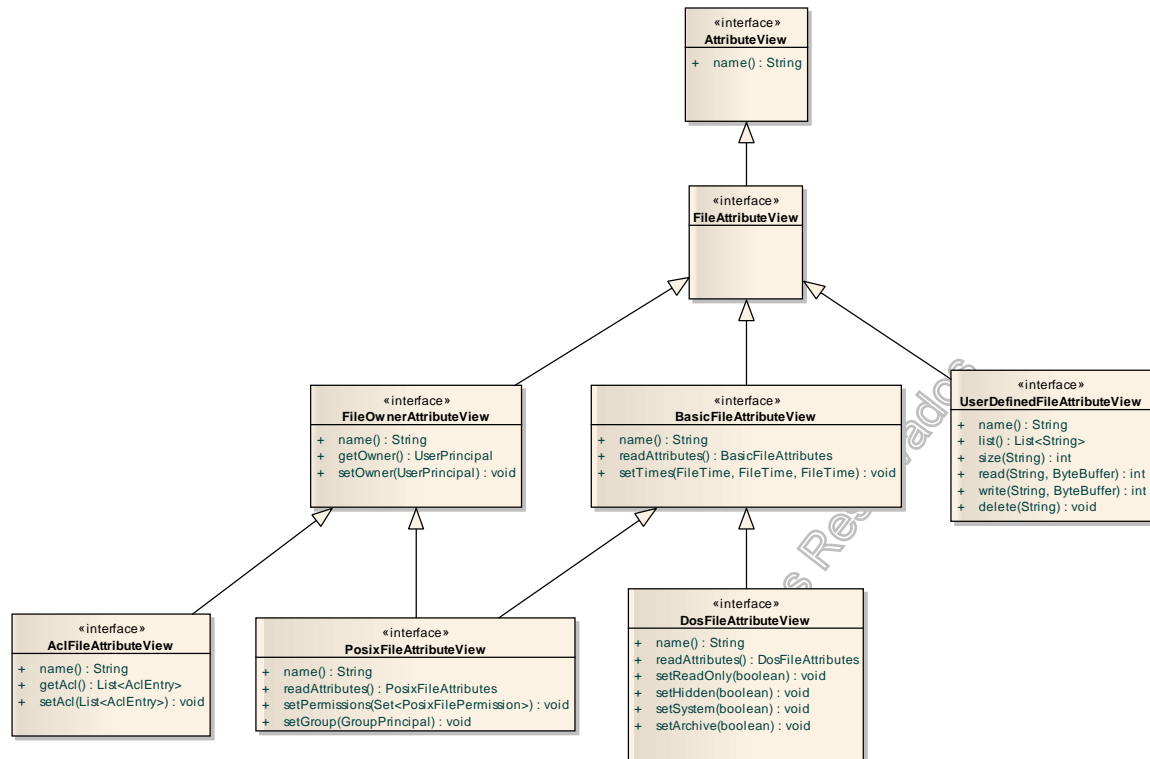 «interface»
AttributeView
+ name() : String
«interface»
FileAttributeView
«interface»
FileOwnerAttributeView
+ name() : String
+ getOwner() : UserPrincipal
+ setOwner(UserPrincipal) : void
«interface»
BasicFileAttributeView
+ name() : String
+ readAttributes() : BasicFileAttributes
+ setTimes(FileTime, FileTime, FileTime) : void
«interface»
UserDefinedFileAttributeView
+ name() : String
+ list() : List<String>
+ size(String) : int
+ read(String, ByteBuffer) : int
+ write(String, ByteBuffer) : int
+ delete(String) : void
«interface»
AclFileAttributeView
+ name() : String
+ getAcl() : List<AclEntry>
+ setAcl(List<AclEntry>) : void
«interface»
PosixFileAttributeView
+ name() : String
+ readAttributes() : PosixFileAttributes
+ setPermissions(Set<PosixFilePermission>) : void
+ setGroup(GroupPrincipal) : void
«interface»
DosFileAttributeView
+ name() : String
+ readAttributes() : DosFileAttributes
+ setReadOnly(boolean) : void
+ setHidden(boolean) : void
+ setSystem(boolean) : void
+ setArchive(boolean) : void